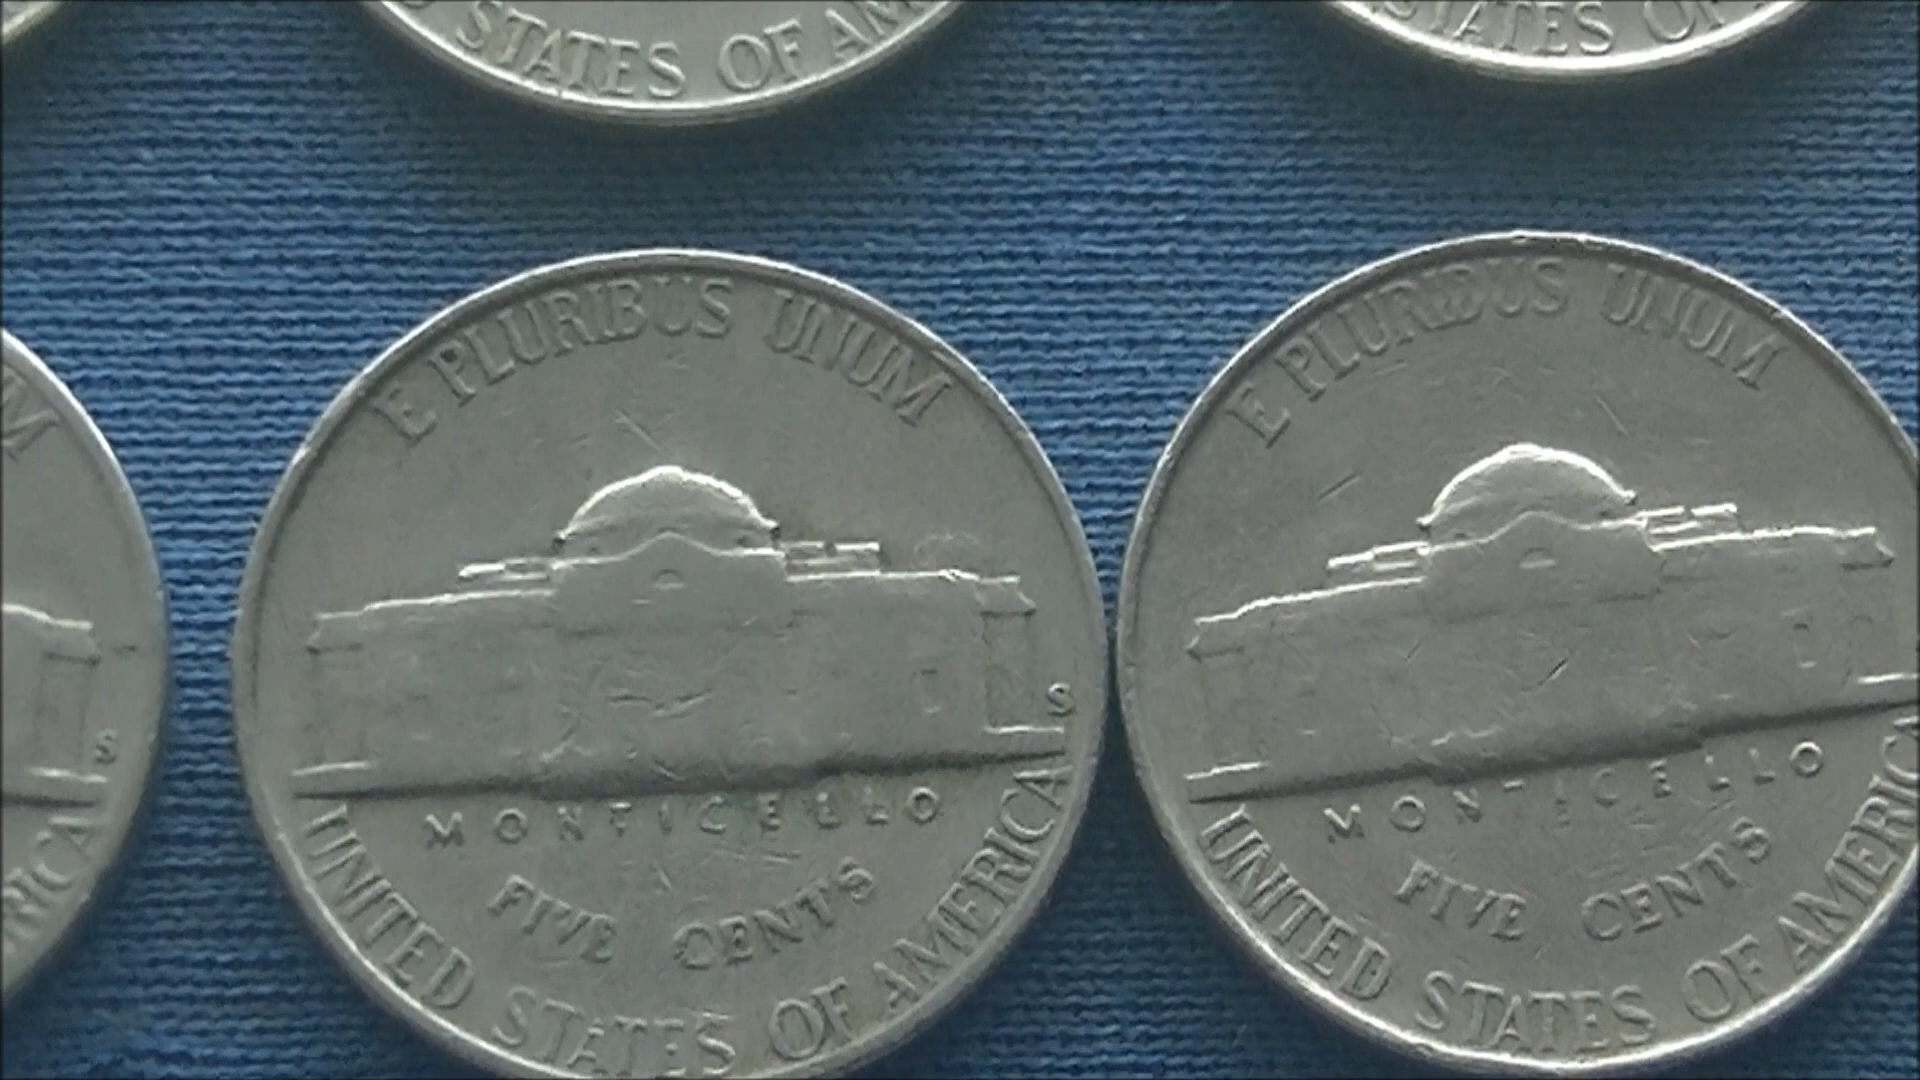 STATES OF AM
STATES OF
M
S
RICA
E PLURIBUS UNUM
S
MONTICELLO
FIVE CENTS
UNITED STATES OF AMERICA
E PLURIBUS UNUM
MONTICELLO
FIVE CENTS
UNITED STATES OF AMERICA